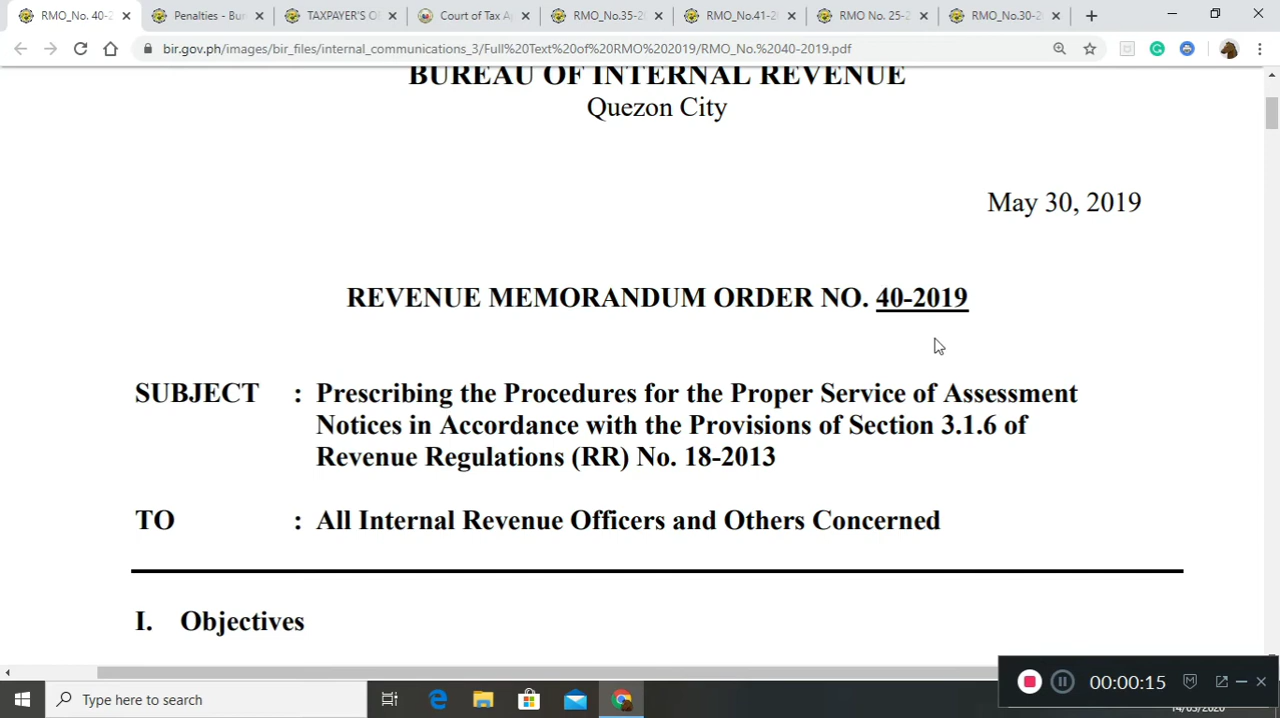 RMO_No. 40-2
Penalties - Bur
TAXPAYER'S O
Court of Tax A
RMO_No.35-2
RMO_No.41-2
RMO No. 25-2
RMO_No.30-2
bir.gov.ph/images/bir_files/internal_communications_3/Full%20Text%20of%20RMO%202019/RMO_No.%2040-2019.pdf
BUREAU OF INTERNAL REVENUE
Quezon City
May 30, 2019
REVENUE MEMORANDUM ORDER NO. 40-2019
SUBJECT : Prescribing the Procedures for the Proper Service of Assessment
Notices in Accordance with the Provisions of Section 3.1.6 of
Revenue Regulations (RR) No. 18-2013
TO : All Internal Revenue Officers and Others Concerned
I. Objectives
Type here to search
00:00:15